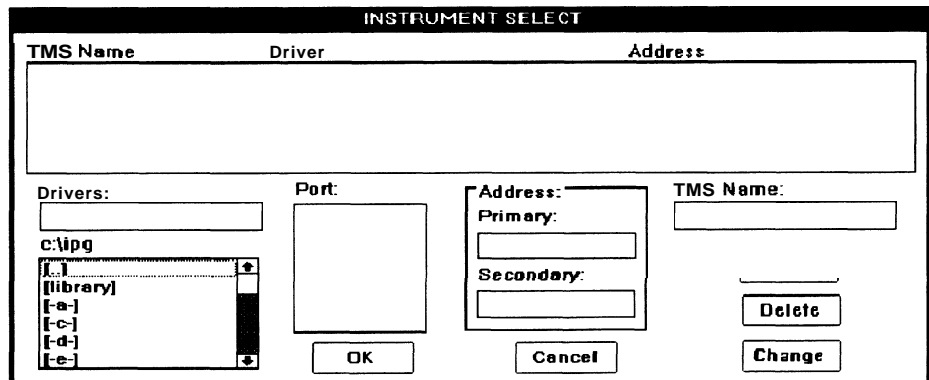 INSTRUMENT SELECT
TMS Name Driver Address
Drivers:
c:\ipg
[..]
[library]
[-a-]
[-c-]
[-d-]
[-e-]
Port:
OK
Address:
Primary:
Secondary:
Cancel
TMS Name:
Delete
Change